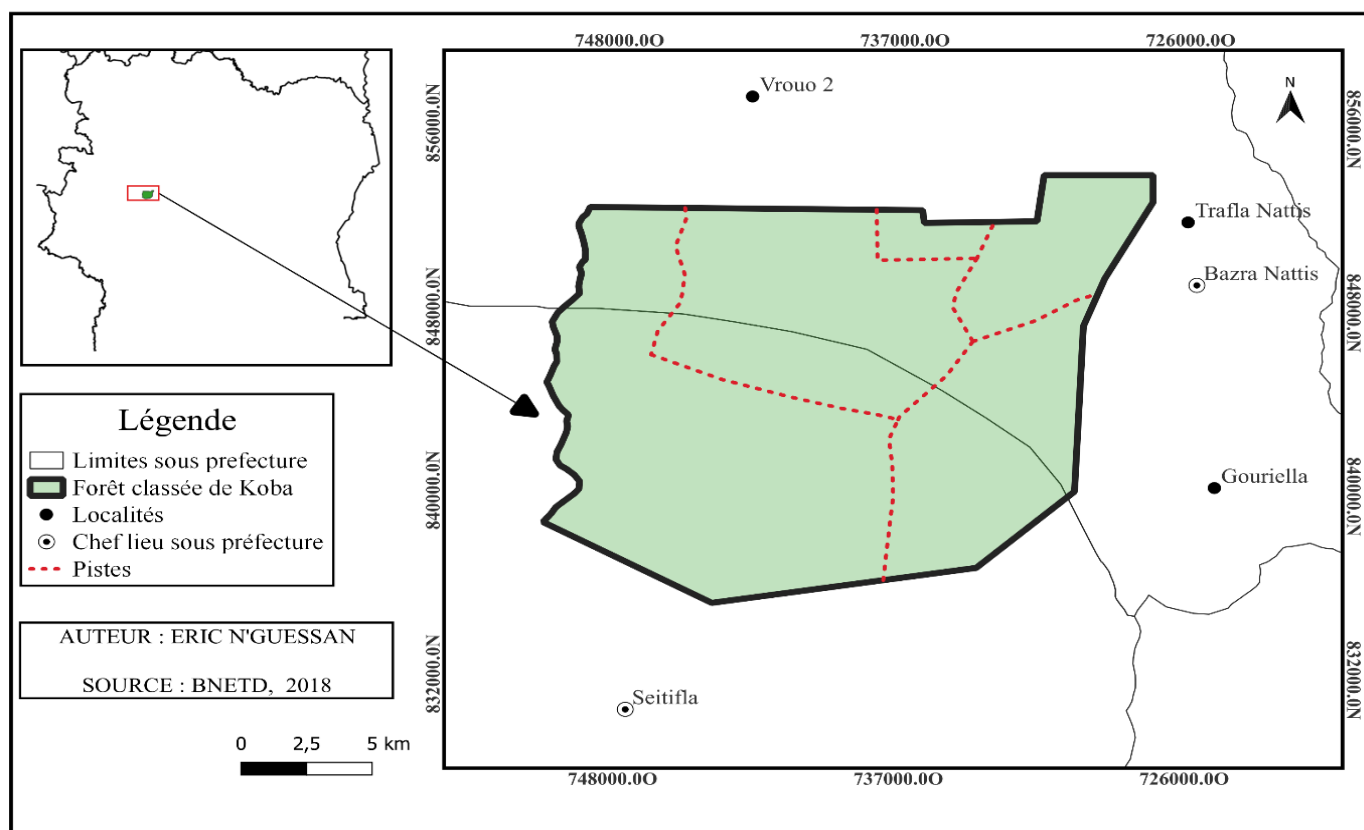 748000.0O 737000.0O 726000.0O
856000.0N
848000.0N
840000.0N
832000.0N
Vrouo 2
N
Trafla Nattis
Bazra Nattis
Gouriella
Seitifla
856000.0N
848000.0N
840000.0N
832000.0N
748000.0O 737000.0O 726000.0O
Légende
Limites sous prefecture
Forêt classée de Koba
Localités
Chef lieu sous préfecture
Pistes
AUTEUR : ERIC N'GUESSAN
SOURCE : BNETD, 2018
0 2,5 5 km